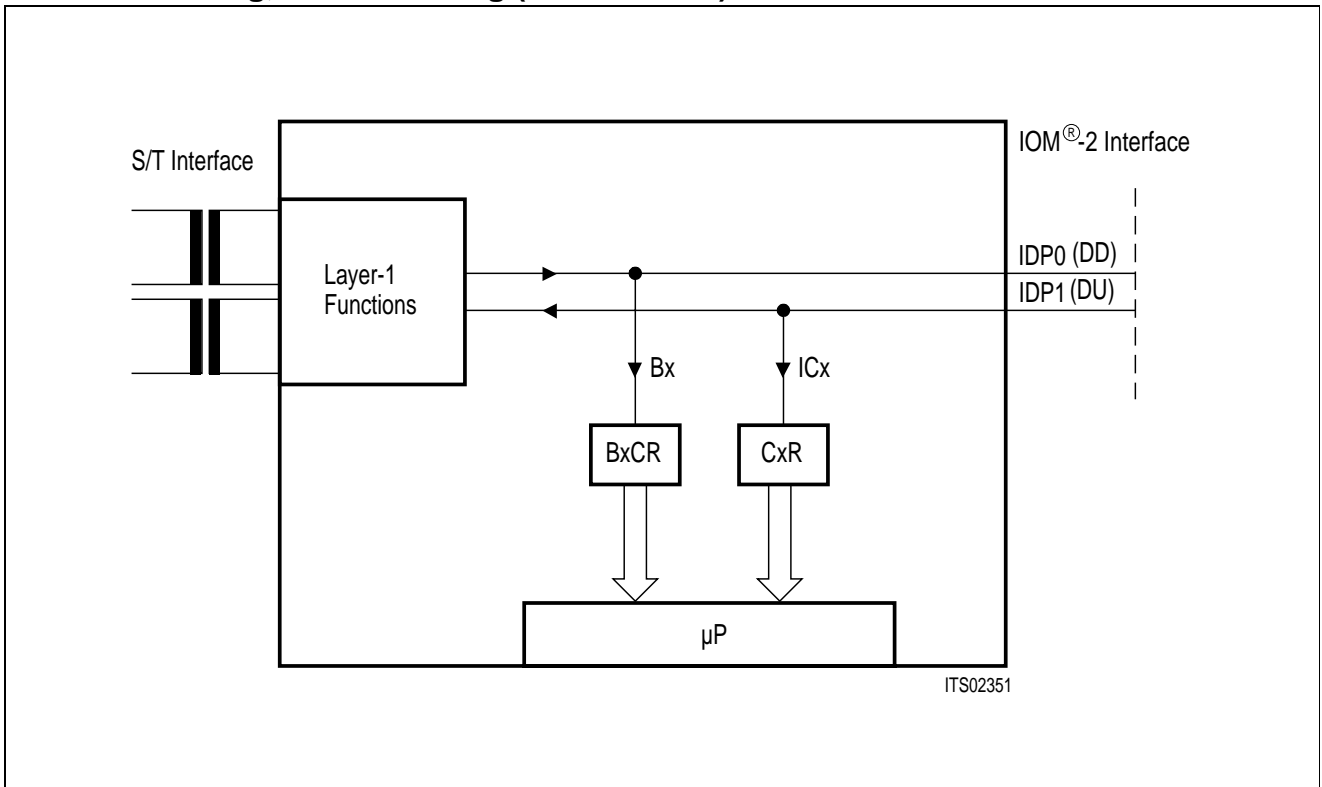 S/T Interface
IOM®-2 Interface
Layer-1
Functions
IDP0 (DD)
IDP1 (DU)
Bx
ICx
BxCR
CxR
µP
ITS02351